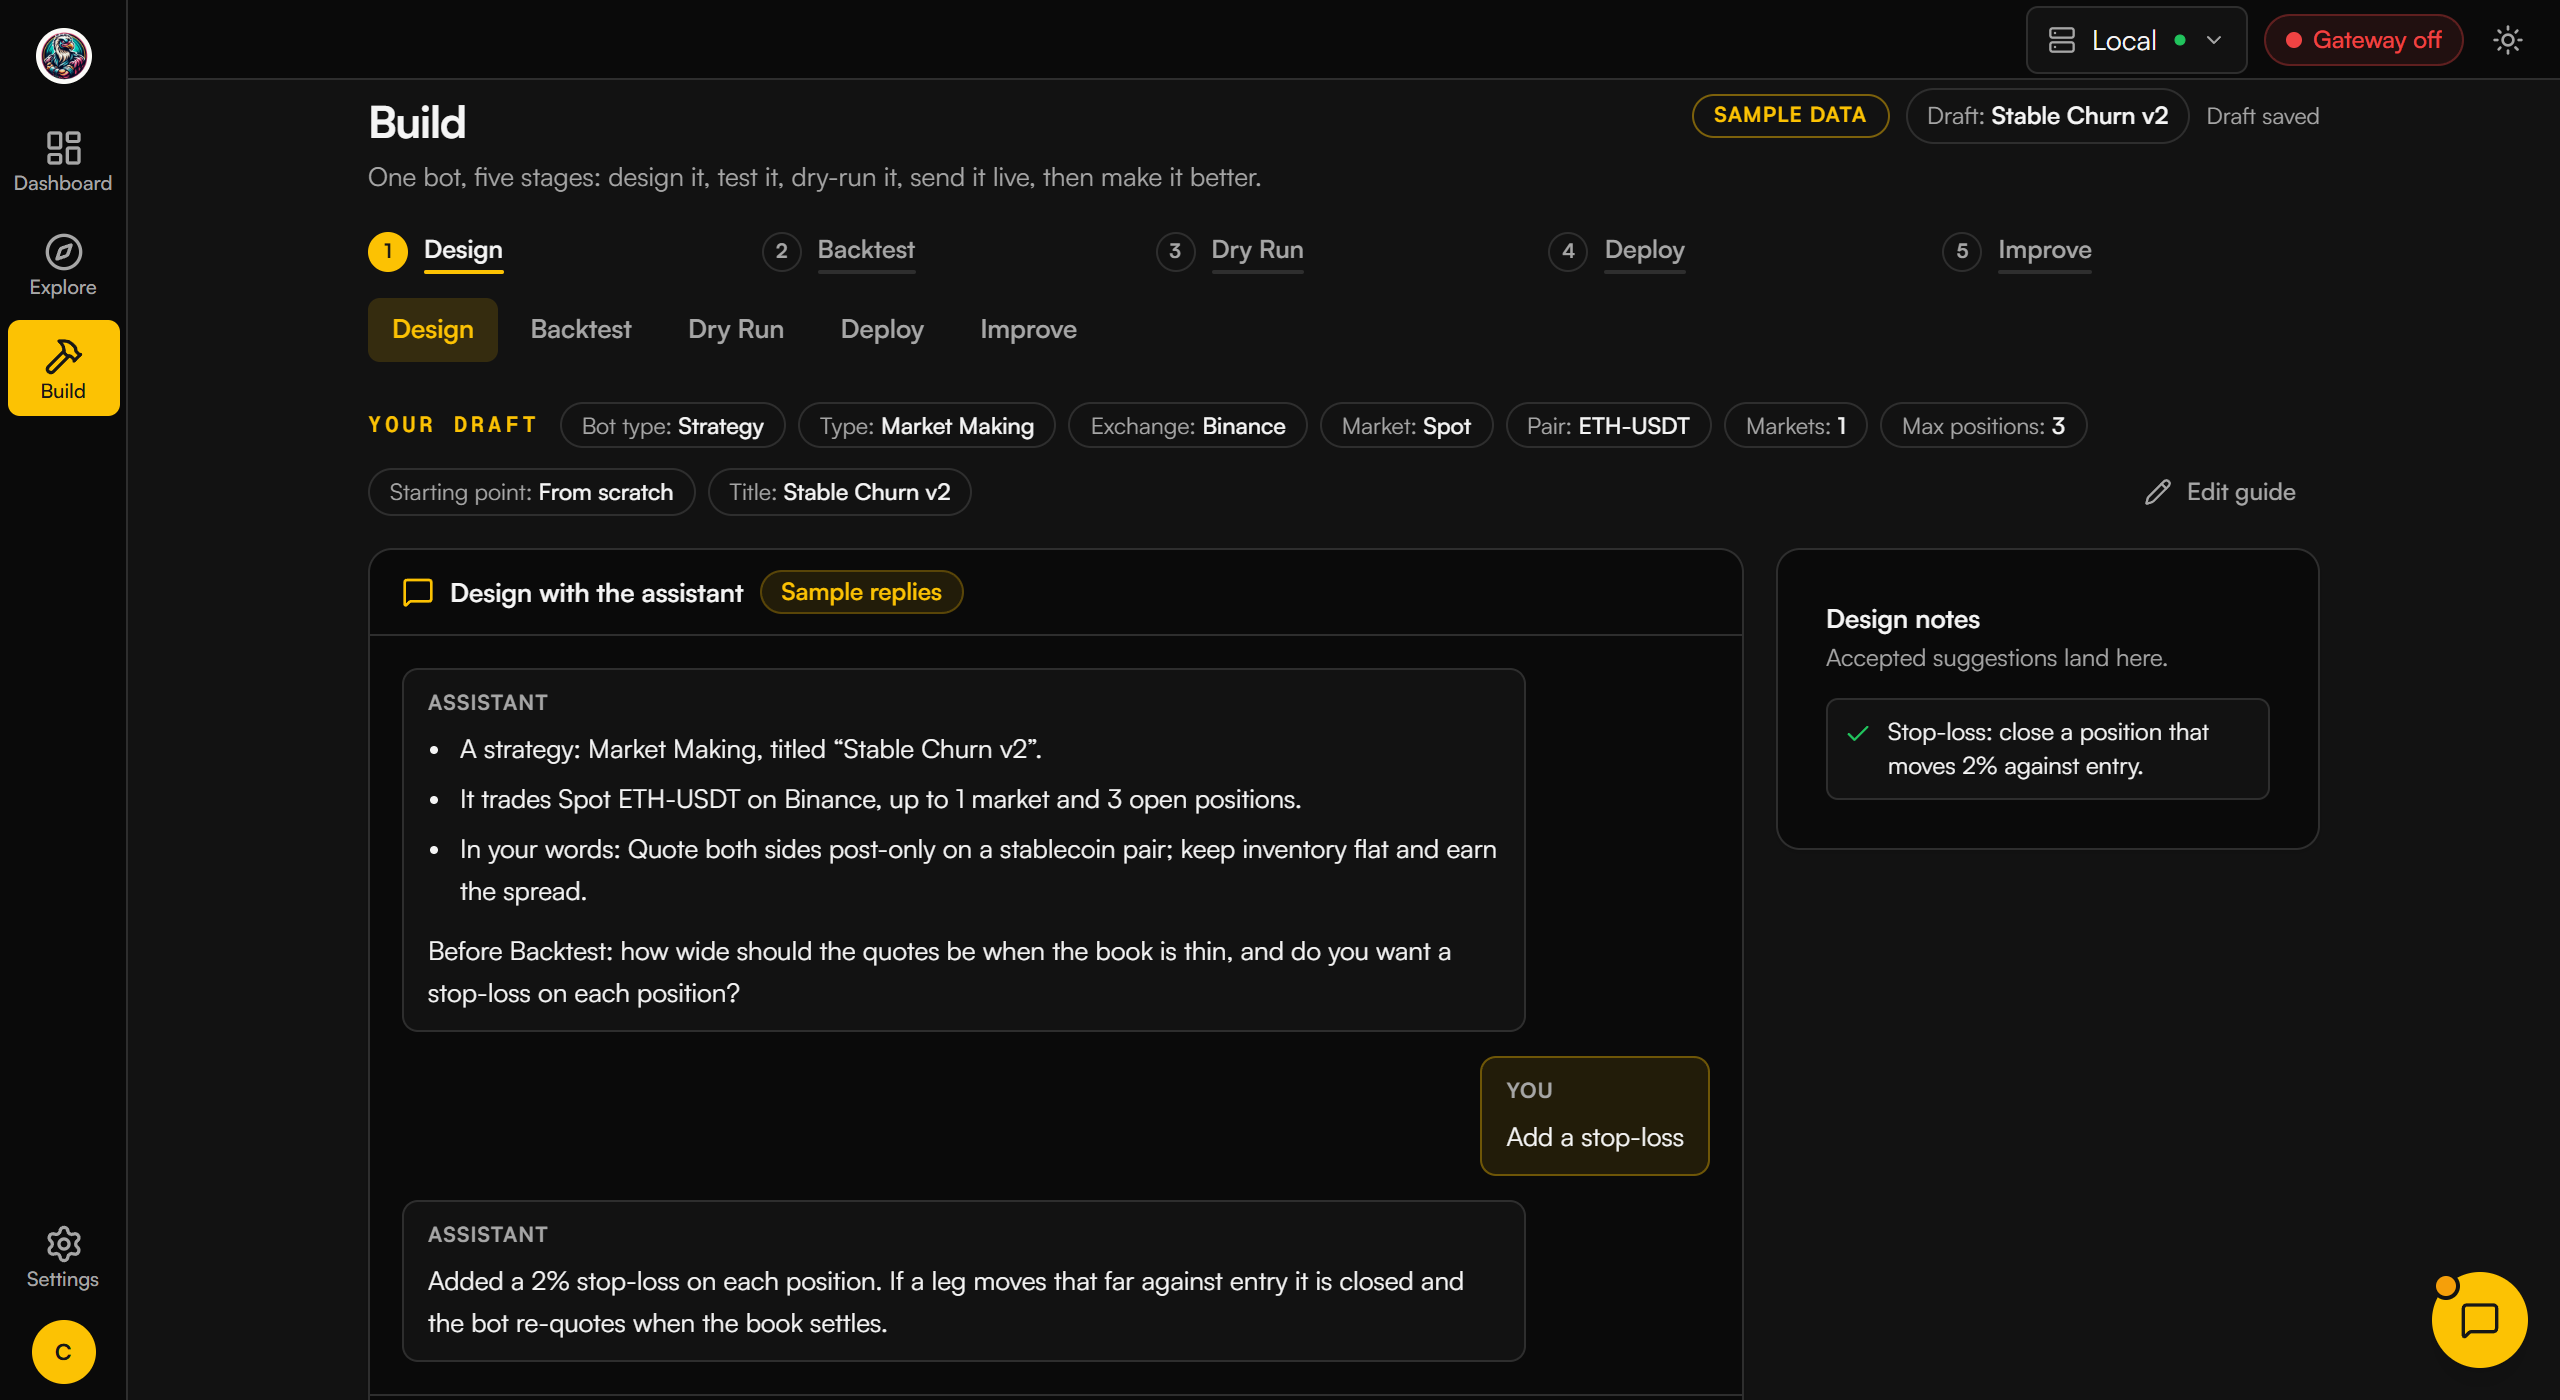 Local
Gateway off
Dashboard
Explore
Build
Settings
C
Build
SAMPLE DATA
Draft: Stable Churn v2
Draft saved
One bot, five stages: design it, test it, dry-run it, send it live, then make it better.
1 Design
2 Backtest
3 Dry Run
4 Deploy
5 Improve
Design
Backtest
Dry Run
Deploy
Improve
YOUR DRAFT
Bot type: Strategy
Type: Market Making
Exchange: Binance
Market: Spot
Pair: ETH-USDT
Markets: 1
Max positions: 3
Starting point: From scratch
Title: Stable Churn v2
Edit guide
Design with the assistant
Sample replies
ASSISTANT
• A strategy: Market Making, titled “Stable Churn v2”.
• It trades Spot ETH-USDT on Binance, up to 1 market and 3 open positions.
• In your words: Quote both sides post-only on a stablecoin pair; keep inventory flat and earn
the spread.
Before Backtest: how wide should the quotes be when the book is thin, and do you want a
stop-loss on each position?
YOU
Add a stop-loss
ASSISTANT
Added a 2% stop-loss on each position. If a leg moves that far against entry it is closed and
the bot re-quotes when the book settles.
Design notes
Accepted suggestions land here.
Stop-loss: close a position that
moves 2% against entry.